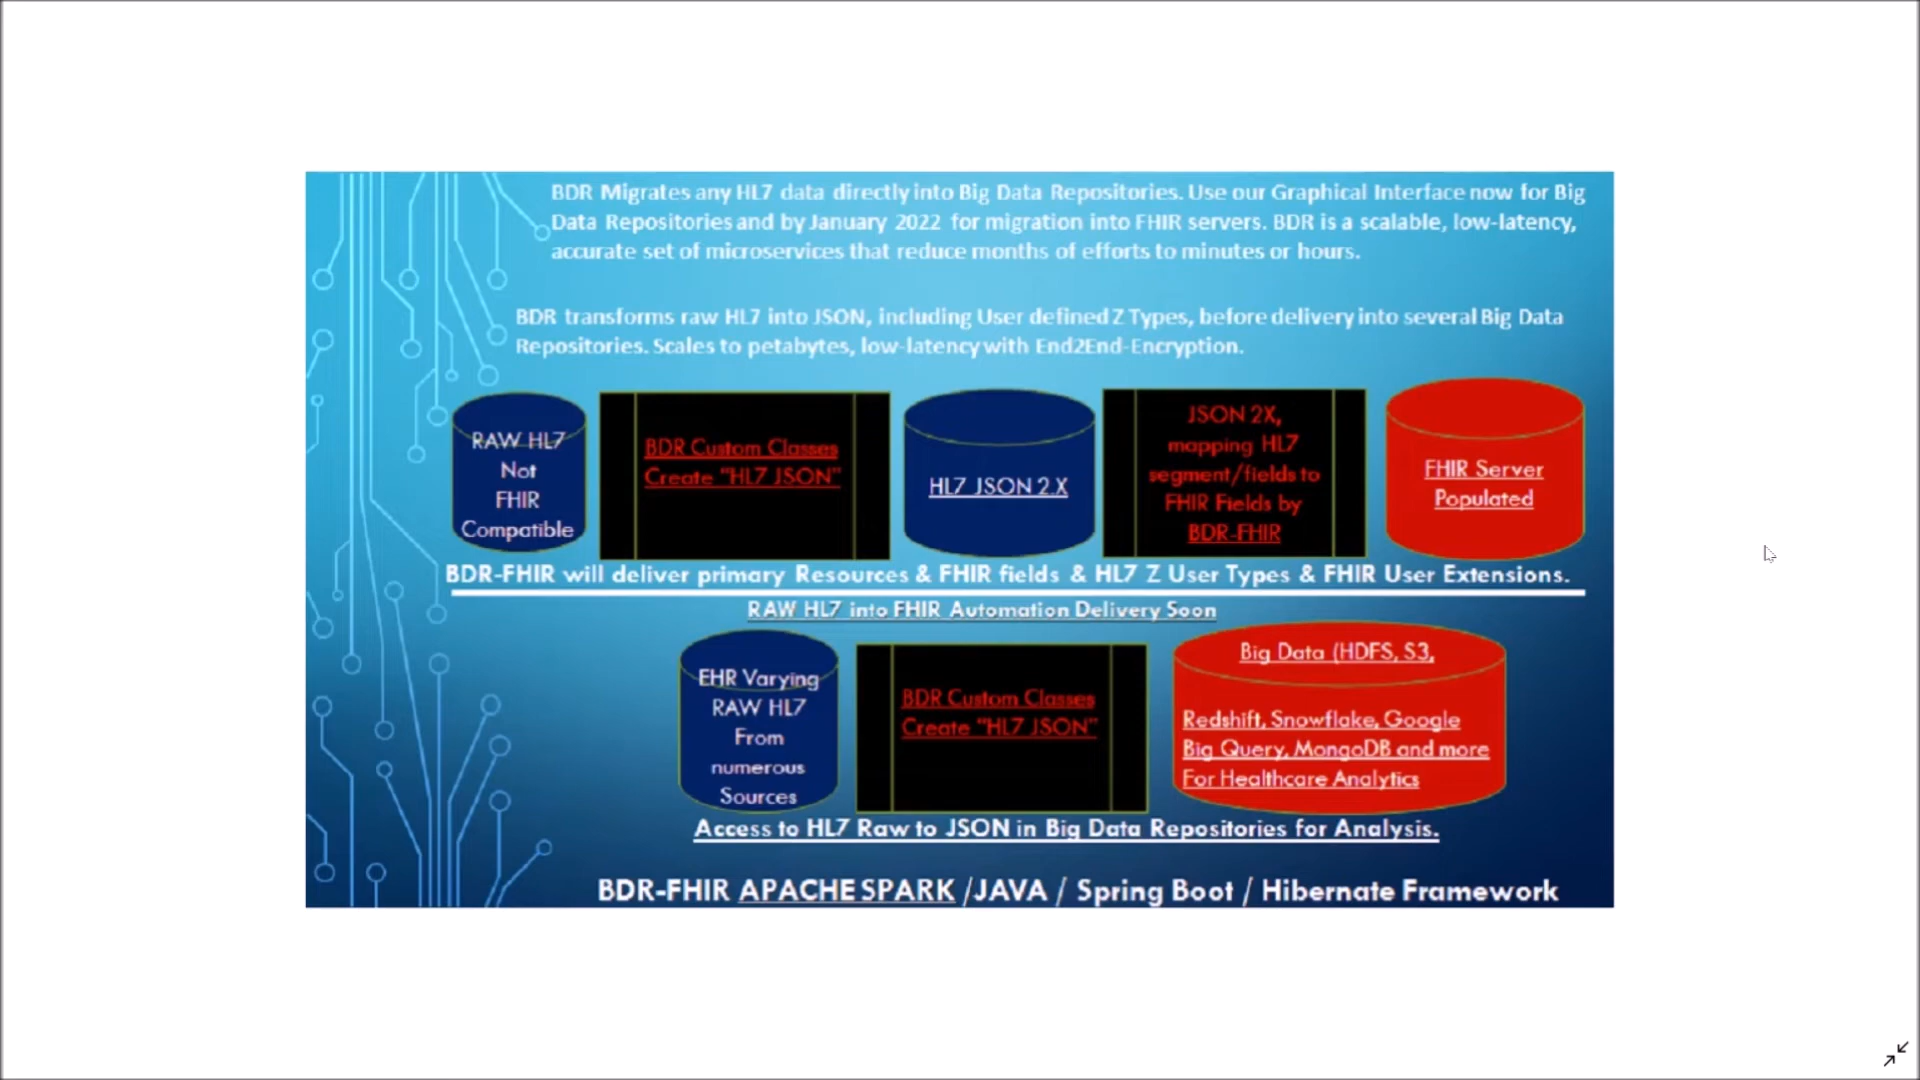 BDR Migrates any HL7 data directly into Big Data Repositories. Use our Graphical Interface now for Big
Data Repositories and by January 2022 for migration into FHIR servers. BDR is a scalable, low-latency,
accurate set of microservices that reduce months of efforts to minutes or hours.
BDR transforms raw HL7 into JSON, including User defined Z Types, before delivery into several Big Data
Repositories. Scales to petabytes, low-latency with End2End-Encryption.
RAW HL7
Not
FHIR
Compatible
BDR Custom Classes
Create "HL7 JSON"
HL7 JSON 2.X
JSON 2X,
mapping HL7
segment/fields to
FHIR Fields by
BDR-FHIR
FHIR Server
Populated
BDR-FHIR will deliver primary Resources & FHIR fields & HL7 Z User Types & FHIR User Extensions.
RAW HL7 into FHIR Automation Delivery Soon
EHR Varying
RAW HL7
From
numerous
Sources
BDR Custom Classes
Create "HL7 JSON"
Big Data (HDFS, S3,
Redshift, Snowflake, Google
Big Query, MongoDB and more
For Healthcare Analytics
Access to HL7 Raw to JSON in Big Data Repositories for Analysis.
BDR-FHIR APACHE SPARK /JAVA / Spring Boot / Hibernate Framework